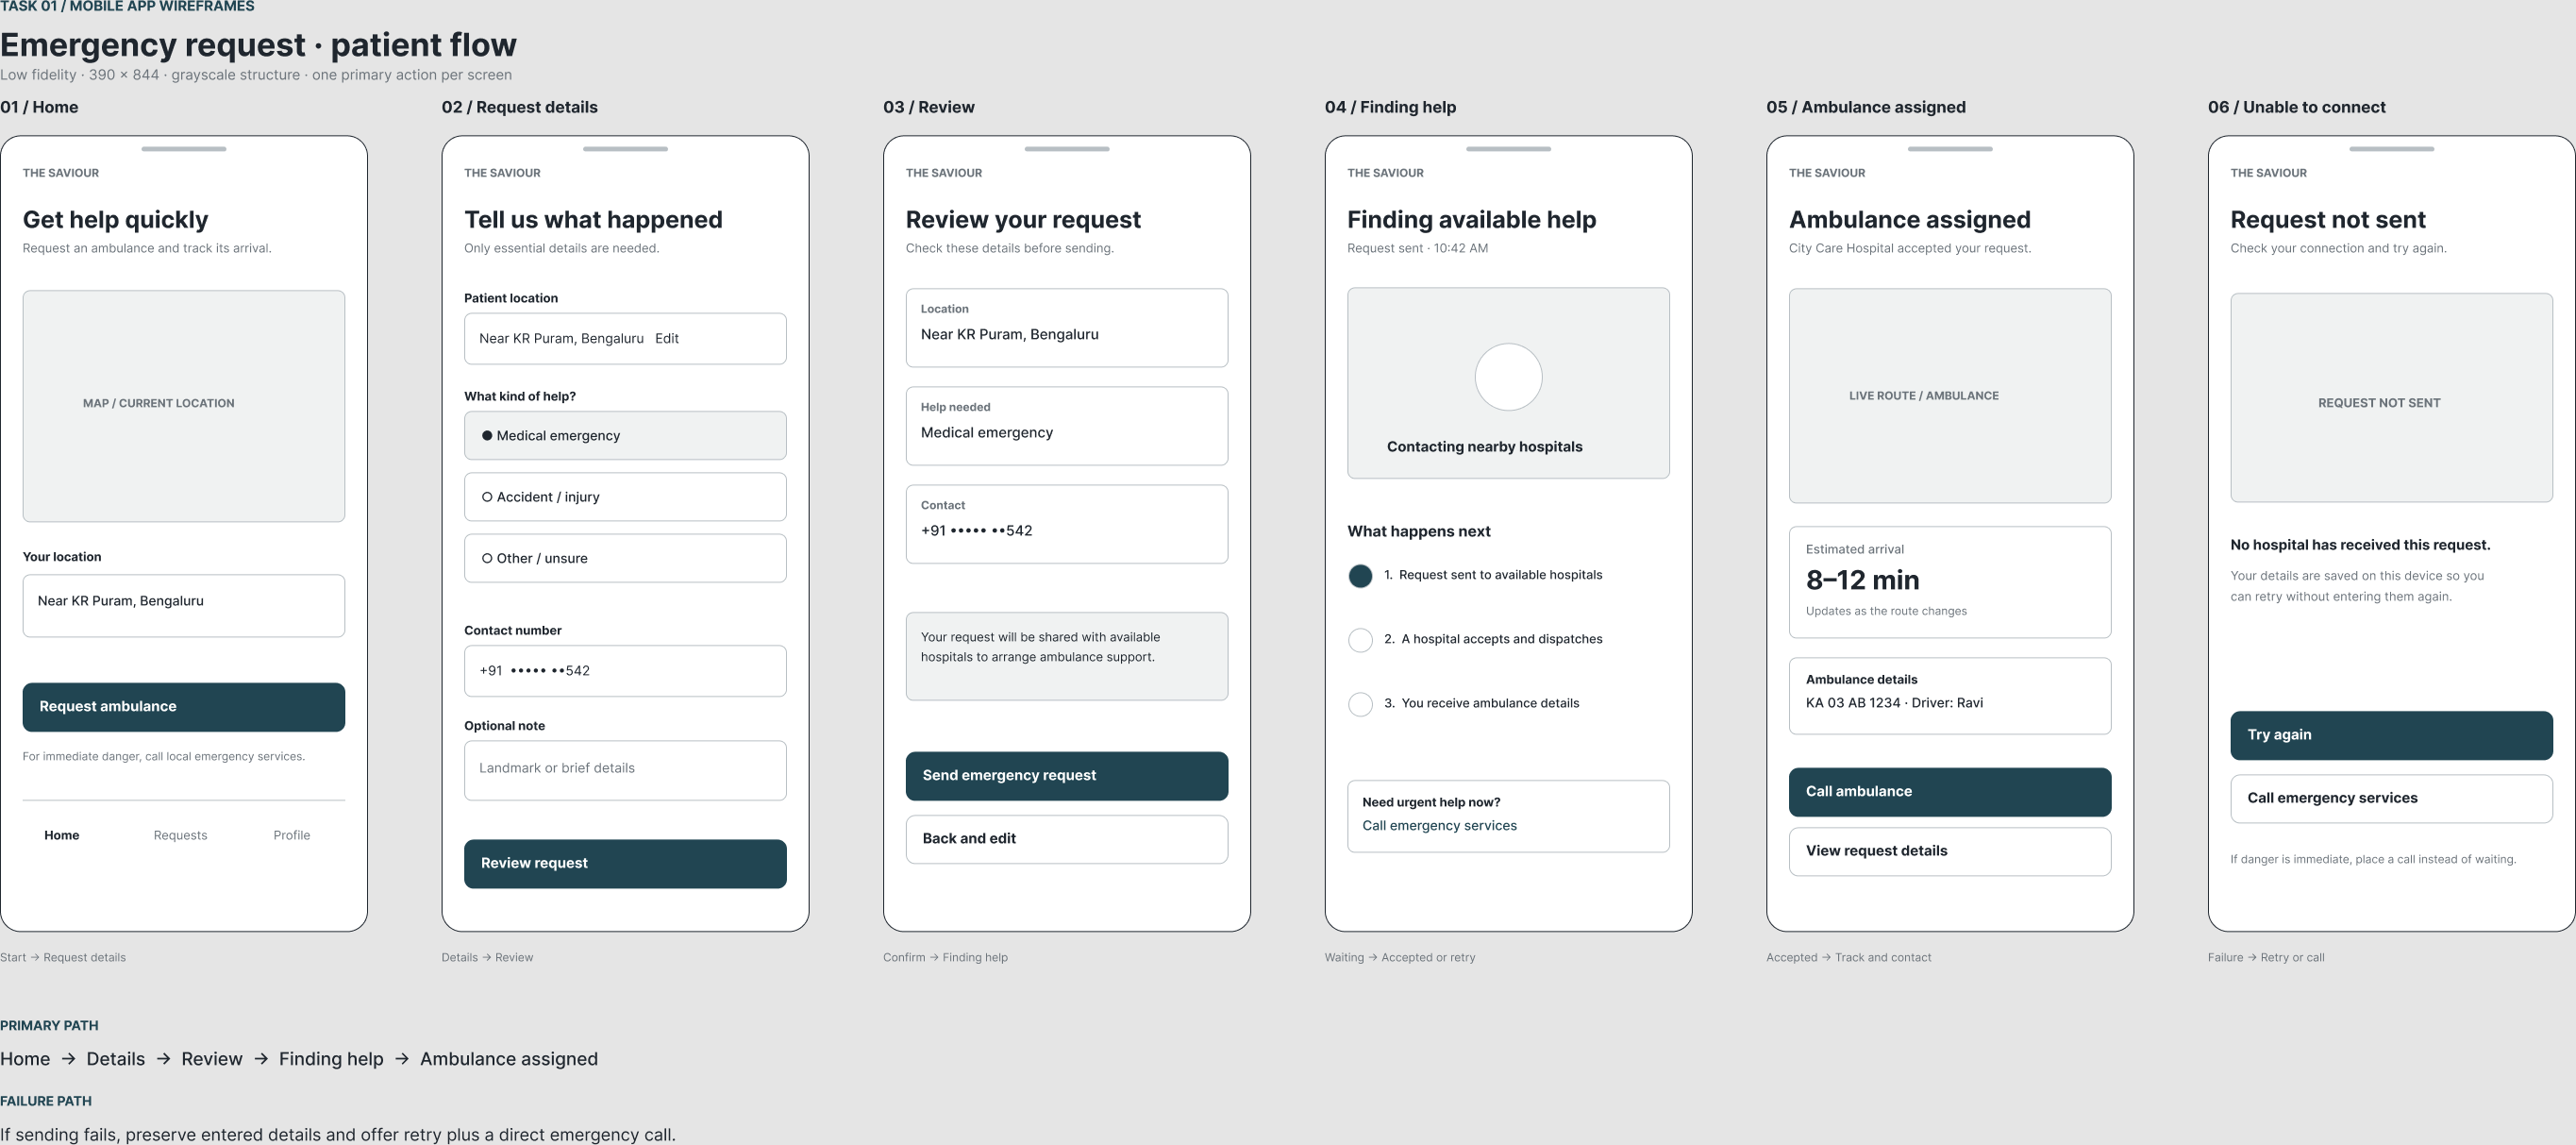 TASK 01 / MOBILE APP WIREFRAMES
Emergency request · patient flow
Low fidelity · 390 × 844 · grayscale structure · one primary action per screen
01 / Home
THE SAVIOUR
Get help quickly
Request an ambulance and track its arrival.
MAP / CURRENT LOCATION
Your location
Near KR Puram, Bengaluru
Request ambulance
For immediate danger, call local emergency services.
Home Requests Profile
Start → Request details
02 / Request details
THE SAVIOUR
Tell us what happened
Only essential details are needed.
Patient location
Near KR Puram, Bengaluru Edit
What kind of help?
● Medical emergency
○ Accident / injury
○ Other / unsure
Contact number
+91 ••••• ••542
Optional note
Landmark or brief details
Review request
Details → Review
03 / Review
THE SAVIOUR
Review your request
Check these details before sending.
Location
Near KR Puram, Bengaluru
Help needed
Medical emergency
Contact
+91 ••••• ••542
Your request will be shared with available
hospitals to arrange ambulance support.
Send emergency request
Back and edit
Confirm → Finding help
04 / Finding help
THE SAVIOUR
Finding available help
Request sent · 10:42 AM
Contacting nearby hospitals
What happens next
1. Request sent to available hospitals
2. A hospital accepts and dispatches
3. You receive ambulance details
Need urgent help now?
Call emergency services
Waiting → Accepted or retry
05 / Ambulance assigned
THE SAVIOUR
Ambulance assigned
City Care Hospital accepted your request.
LIVE ROUTE / AMBULANCE
Estimated arrival
8–12 min
Updates as the route changes
Ambulance details
KA 03 AB 1234 · Driver: Ravi
Call ambulance
View request details
Accepted → Track and contact
06 / Unable to connect
THE SAVIOUR
Request not sent
Check your connection and try again.
REQUEST NOT SENT
No hospital has received this request.
Your details are saved on this device so you
can retry without entering them again.
Try again
Call emergency services
If danger is immediate, place a call instead of waiting.
Failure → Retry or call
PRIMARY PATH
Home → Details → Review → Finding help → Ambulance assigned
FAILURE PATH
If sending fails, preserve entered details and offer retry plus a direct emergency call.